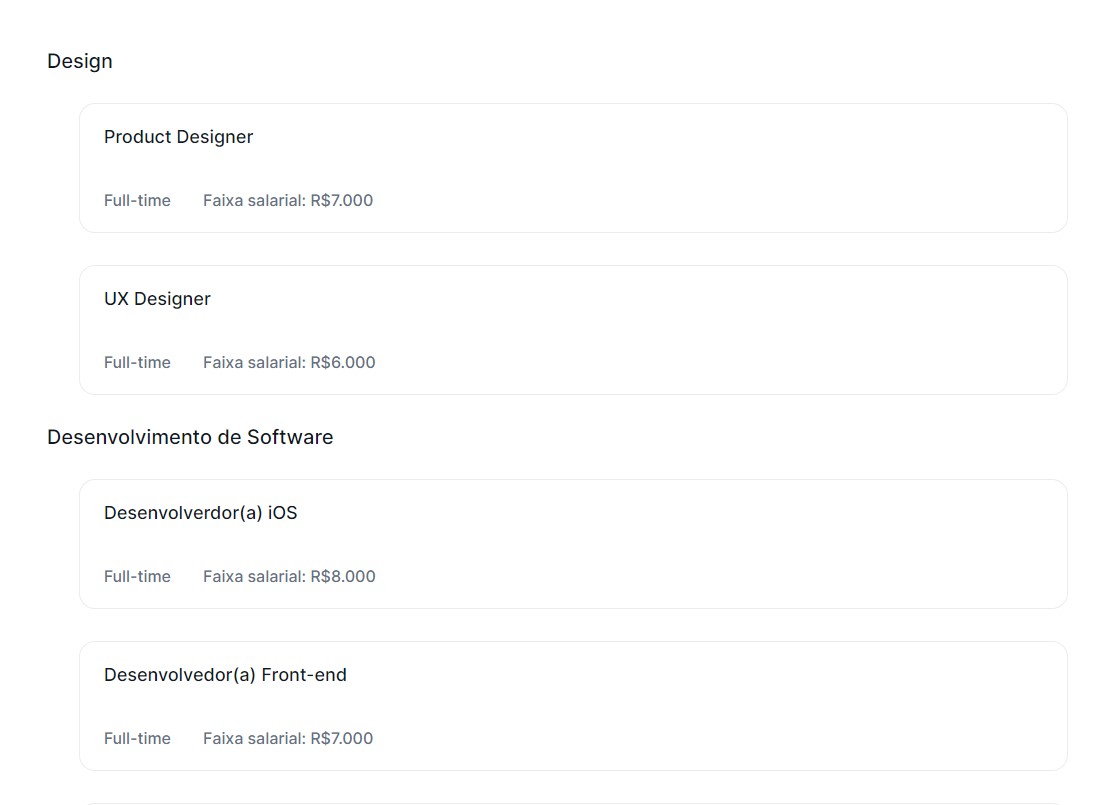 Design
Product Designer
Full-time Faixa salarial: R$7.000
UX Designer
Full-time Faixa salarial: R$6.000
Desenvolvimento de Software
Desenvolverdor(a) iOS
Full-time Faixa salarial: R$8.000
Desenvolvedor(a) Front-end
Full-time Faixa salarial: R$7.000